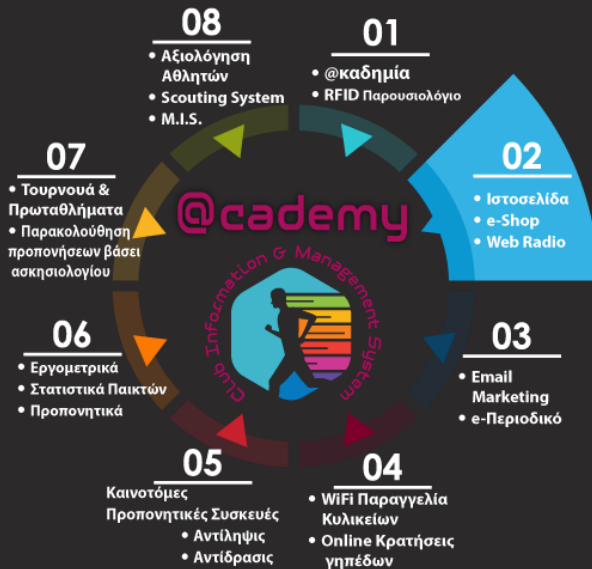 01
• @καδημία
• RFID Παρουσιολόγιο
02
• Ιστοσελίδα
• e-Shop
• Web Radio
03
• Email
Marketing
• e-Περιοδικό
04
• WiFi Παραγγελία
Κυλικείων
• Online Κρατήσεις
γηπέδων
05
Καινοτόμες
Προπονητικές Συσκευές
• Αντίληψις
• Αντίδρασις
06
• Εργομετρικά
• Στατιστικά Παικτών
• Προπονητικά
07
• Τουρνουά &
Πρωταθλήματα
• Παρακολούθηση
προπονήσεων βάσει
ασκησιολογίου
08
• Αξιολόγηση
Αθλητών
• Scouting System
• M.I.S.
@cademy
Club Information & Management System